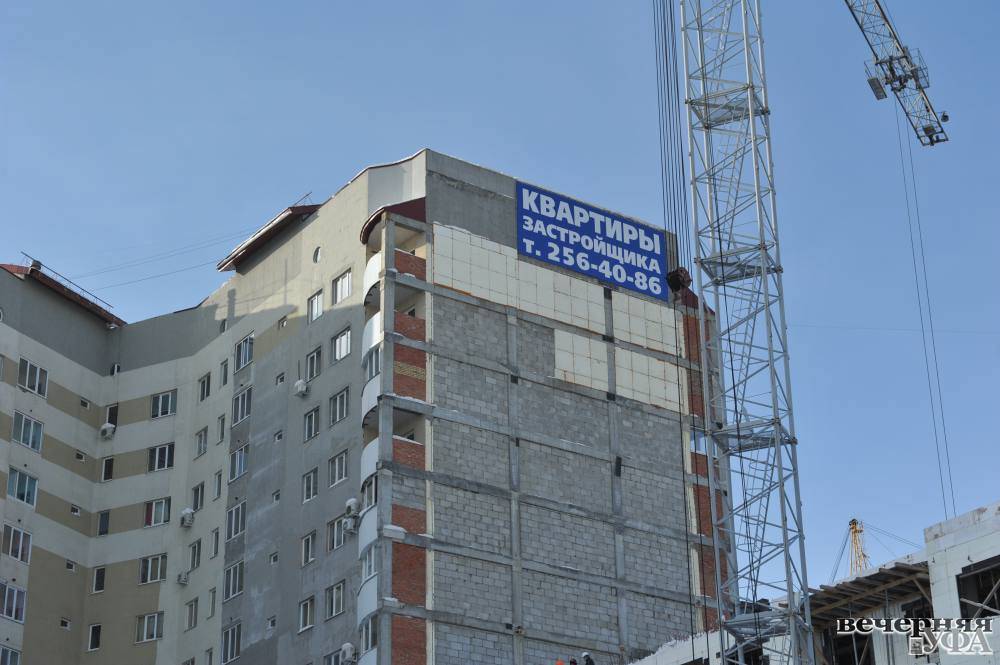 КВАРТИРЫ
ЗАСТРОЙЩИКА
т. 256-40-86
вечерняя
УФА